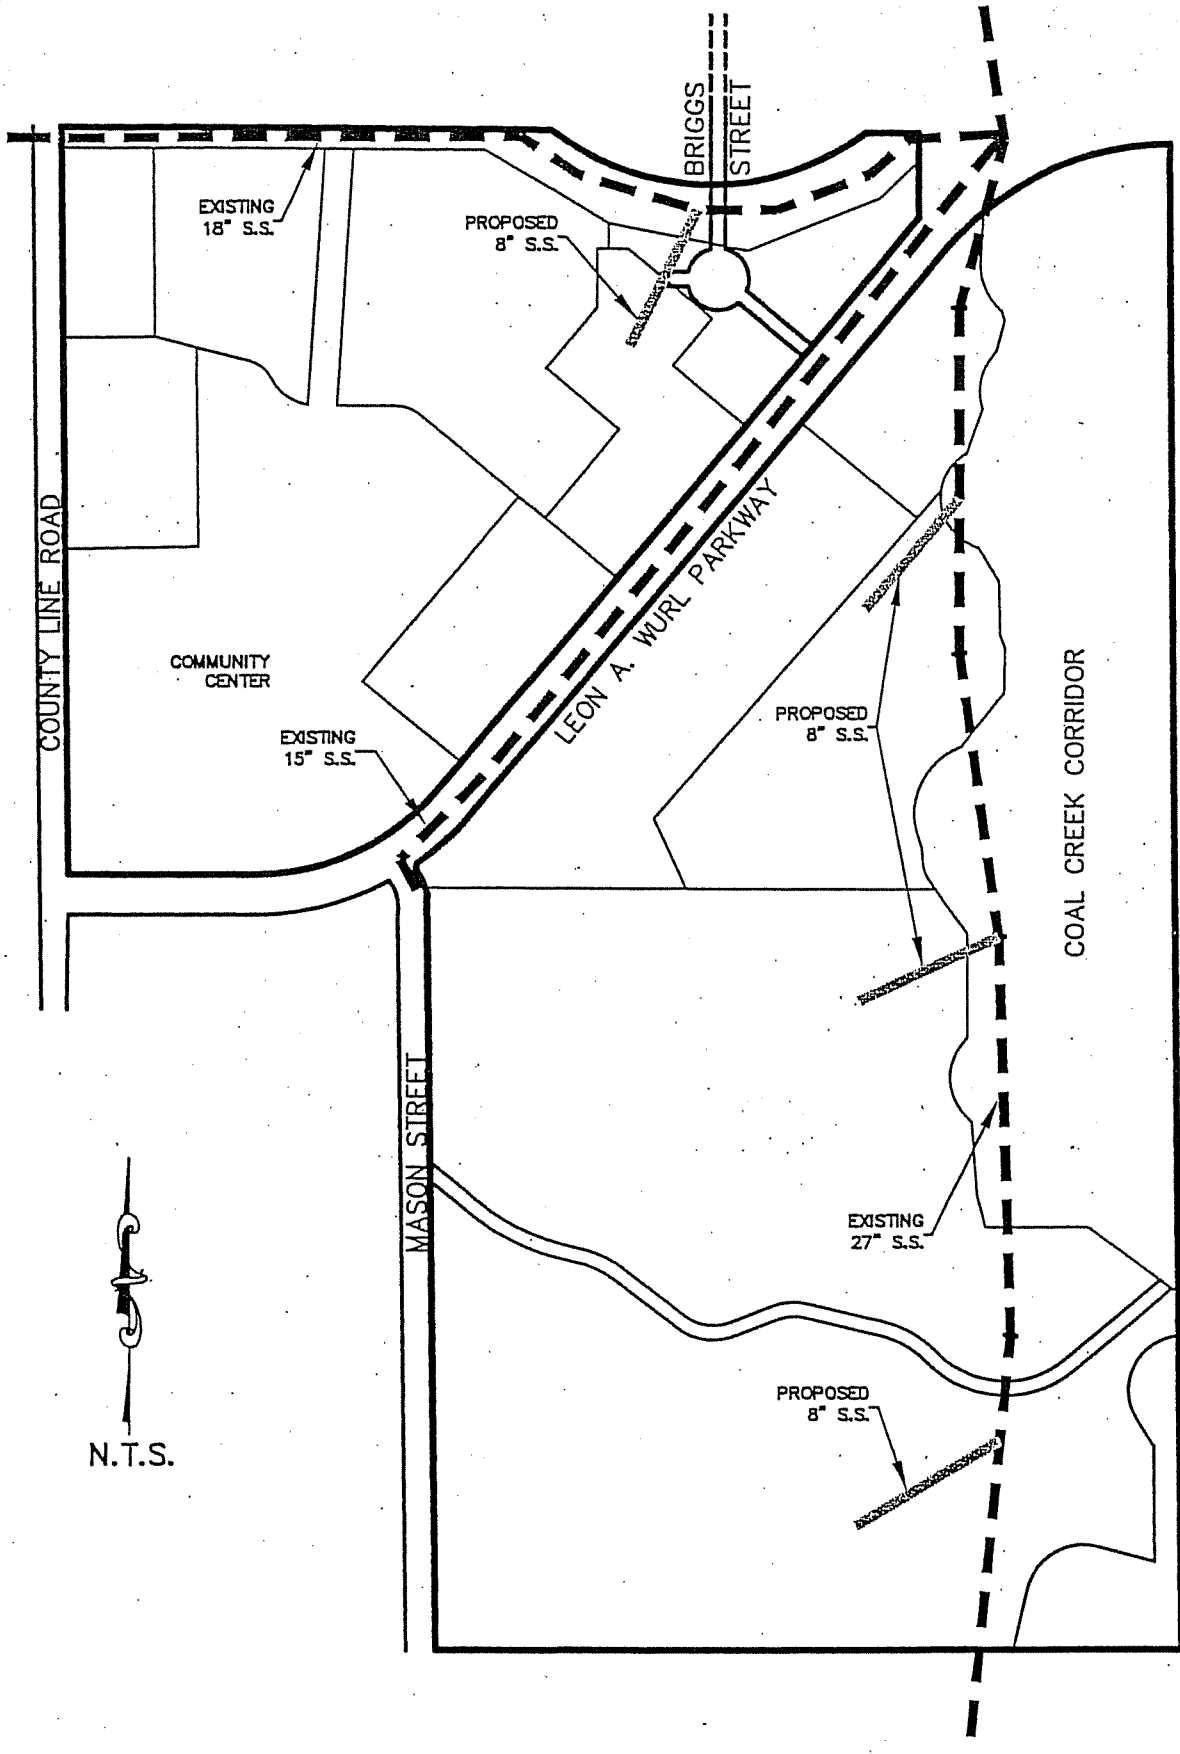 BRIGGS
STREET
EXISTING
18" S.S.
PROPOSED
8" S.S.
COUNTY LINE ROAD
LEON A. WURL PARKWAY
COMMUNITY
CENTER
EXISTING
15" S.S.
PROPOSED
8" S.S.
COAL CREEK CORRIDOR
MASON STREET
EXISTING
27" S.S.
PROPOSED
8" S.S.
N.T.S.